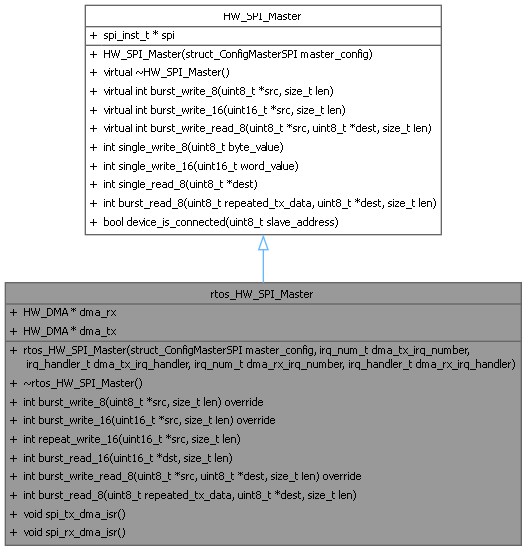 HW_SPI_Master
+ spi_inst_t * spi
+ HW_SPI_Master(struct_ConfigMasterSPI master_config)
+ virtual ~HW_SPI_Master()
+ virtual int burst_write_8(uint8_t *src, size_t len)
+ virtual int burst_write_16(uint16_t *src, size_t len)
+ virtual int burst_write_read_8(uint8_t *src, uint8_t *dest, size_t len)
+ int single_write_8(uint8_t byte_value)
+ int single_write_16(uint16_t word_value)
+ int single_read_8(uint8_t *dest)
+ int burst_read_8(uint8_t repeated_tx_data, uint8_t *dest, size_t len)
+ bool device_is_connected(uint8_t slave_address)
rtos_HW_SPI_Master
+ HW_DMA * dma_rx
+ HW_DMA * dma_tx
+ rtos_HW_SPI_Master(struct_ConfigMasterSPI master_config, irq_num_t dma_tx_irq_number,
irq_handler_t dma_tx_irq_handler, irq_num_t dma_rx_irq_number, irq_handler_t dma_rx_irq_handler)
+ ~rtos_HW_SPI_Master()
+ int burst_write_8(uint8_t *src, size_t len) override
+ int burst_write_16(uint16_t *src, size_t len) override
+ int repeat_write_16(uint16_t *src, size_t len)
+ int burst_read_16(uint16_t *dst, size_t len)
+ int burst_write_read_8(uint8_t *src, uint8_t *dest, size_t len) override
+ int burst_read_8(uint8_t repeated_tx_data, uint8_t *dest, size_t len)
+ void spi_tx_dma_isr()
+ void spi_rx_dma_isr()